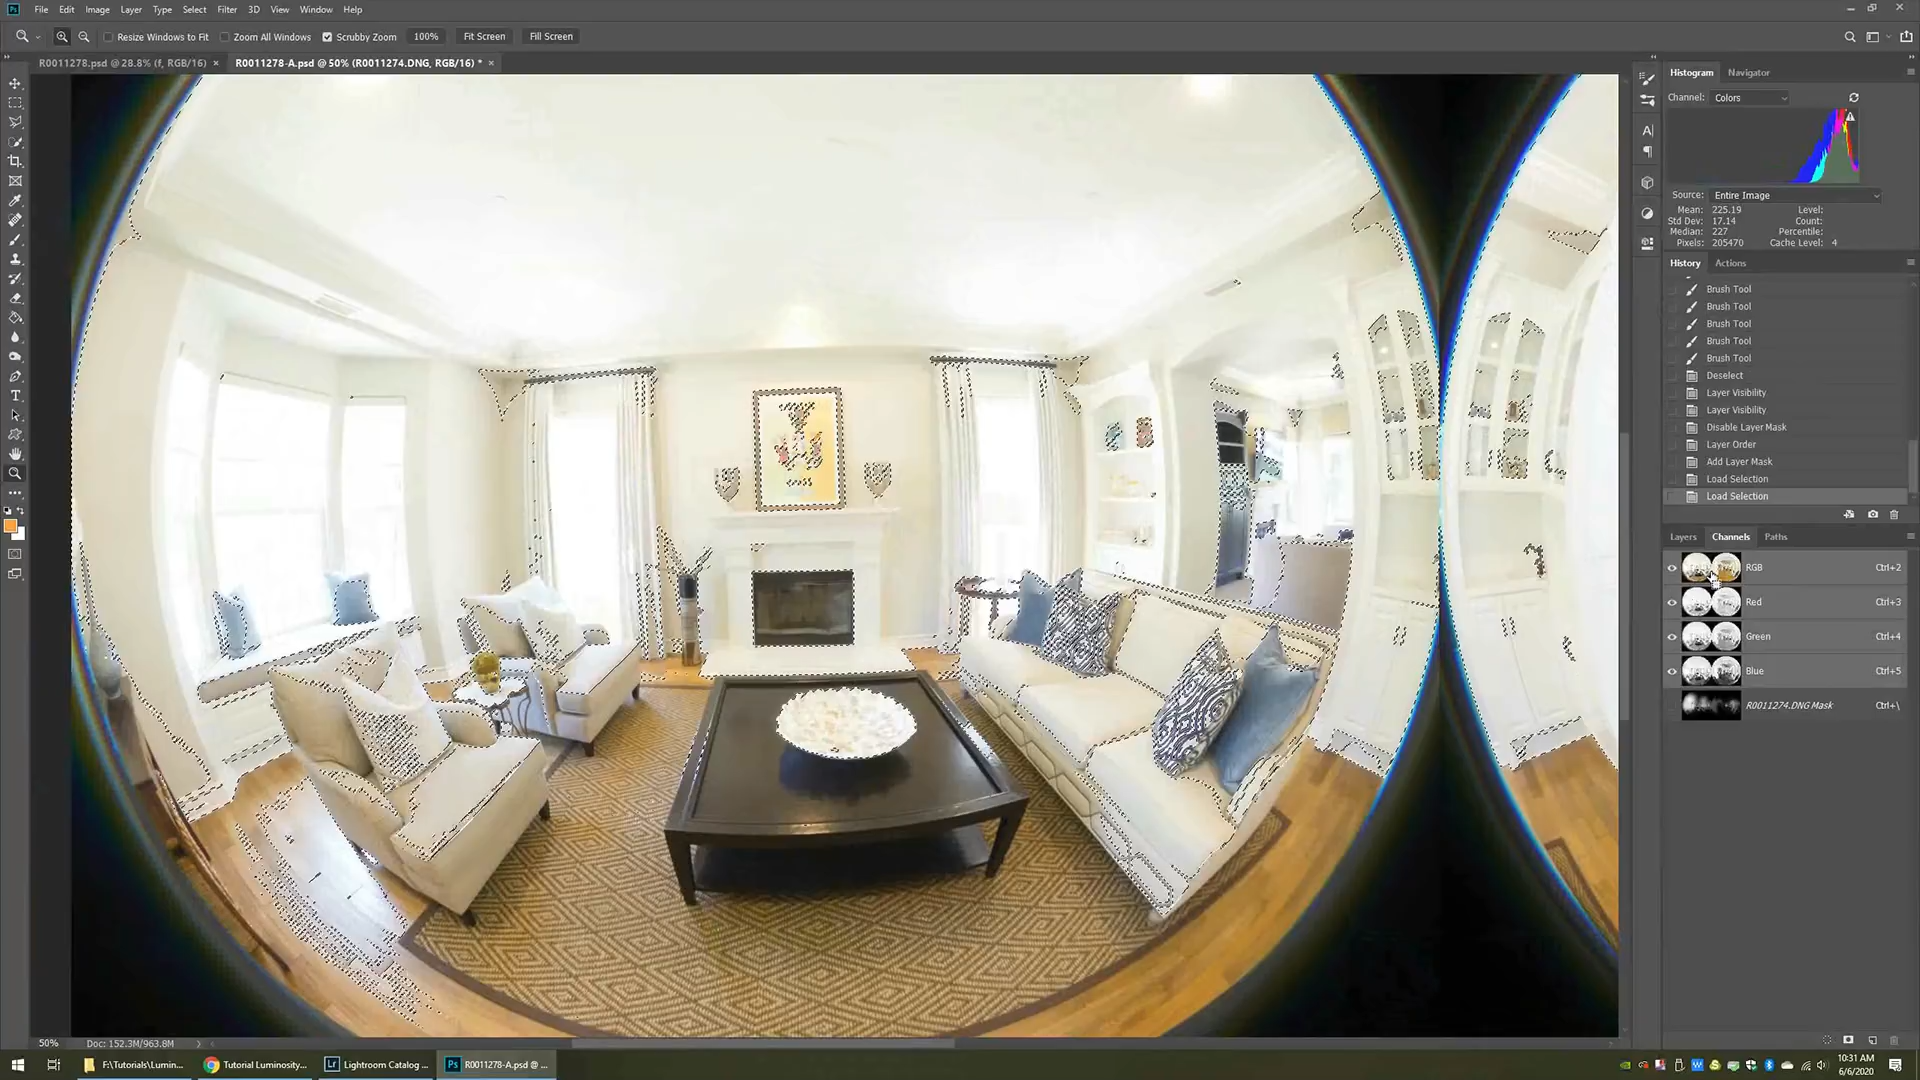 Ps File Edit Image Layer Type Select Filter 3D View Window Help
Resize Windows to Fit Zoom All Windows Scrubby Zoom 100% Fit Screen Fill Screen
R0011278.psd @ 28.8% (f, RGB/16) × R0011278-A.psd @ 50% (R0011274.DNG, RGB/16) * ×
Histogram Navigator
Channel: Colors
Source: Entire Image
Mean: 225.19 Level:
Std Dev: 17.14 Count:
Median: 227 Percentile:
Pixels: 205470 Cache Level: 4
History Actions
Brush Tool
Brush Tool
Brush Tool
Brush Tool
Brush Tool
Deselect
Layer Visibility
Layer Visibility
Disable Layer Mask
Layer Order
Add Layer Mask
Load Selection
Load Selection
Layers Channels Paths
RGB Ctrl+2
Red Ctrl+3
Green Ctrl+4
Blue Ctrl+5
R0011274.DNG Mask Ctrl+\
50% Doc: 152.3M/963.8M
F:\Tutorials\Lumin... Tutorial Luminosity... Lr Lightroom Catalog ... Ps R0011278-A.psd @ ...
10:31 AM
6/6/2020